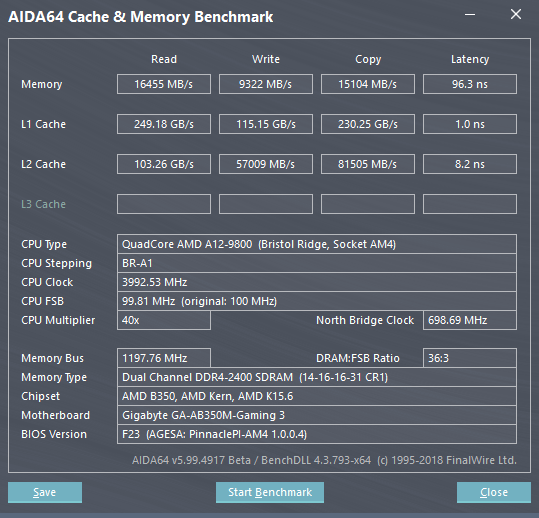 AIDA64 Cache & Memory Benchmark
Read Write Copy Latency
Memory 16455 MB/s 9322 MB/s 15104 MB/s 96.3 ns
L1 Cache 249.18 GB/s 115.15 GB/s 230.25 GB/s 1.0 ns
L2 Cache 103.26 GB/s 57009 MB/s 81505 MB/s 8.2 ns
L3 Cache
CPU Type QuadCore AMD A12-9800 (Bristol Ridge, Socket AM4)
CPU Stepping BR-A1
CPU Clock 3992.53 MHz
CPU FSB 99.81 MHz (original: 100 MHz)
CPU Multiplier 40x North Bridge Clock 698.69 MHz
Memory Bus 1197.76 MHz DRAM:FSB Ratio 36:3
Memory Type Dual Channel DDR4-2400 SDRAM (14-16-16-31 CR1)
Chipset AMD B350, AMD Kern, AMD K15.6
Motherboard Gigabyte GA-AB350M-Gaming 3
BIOS Version F23 (AGESA: PinnaclePI-AM4 1.0.0.4)
AIDA64 v5.99.4917 Beta / BenchDLL 4.3.793-x64 (c) 1995-2018 FinalWire Ltd.
Save Start Benchmark Close